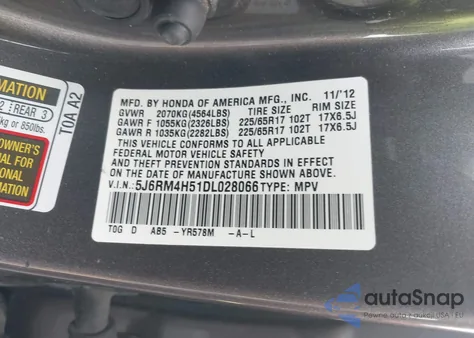 MFD. BY HONDA OF AMERICA MFG., INC. 11/'12
GVWR 2070KG(4564LBS) TIRE SIZE RIM SIZE
GAWR F 1055KG(2326LBS) 225/65R17 102T 17X6.5J
GAWR R 1035KG(2282LBS) 225/65R17 102T 17X6.5J
THIS VEHICLE CONFORMS TO ALL APPLICABLE
FEDERAL MOTOR VEHICLE SAFETY
AND THEFT PREVENTION STANDARDS IN EFFECT
ON THE DATE OF MANUFACTURE SHOWN ABOVE.
V.I.N.: 5J6RM4H51DL028066 TYPE: MPV
T0G D AB5 -YR578M -A-L
MATION
2 REAR 3
kg or 850lbs.
T0A A2
OWNER'S
AL FOR
ONAL
ATION
autoSnap